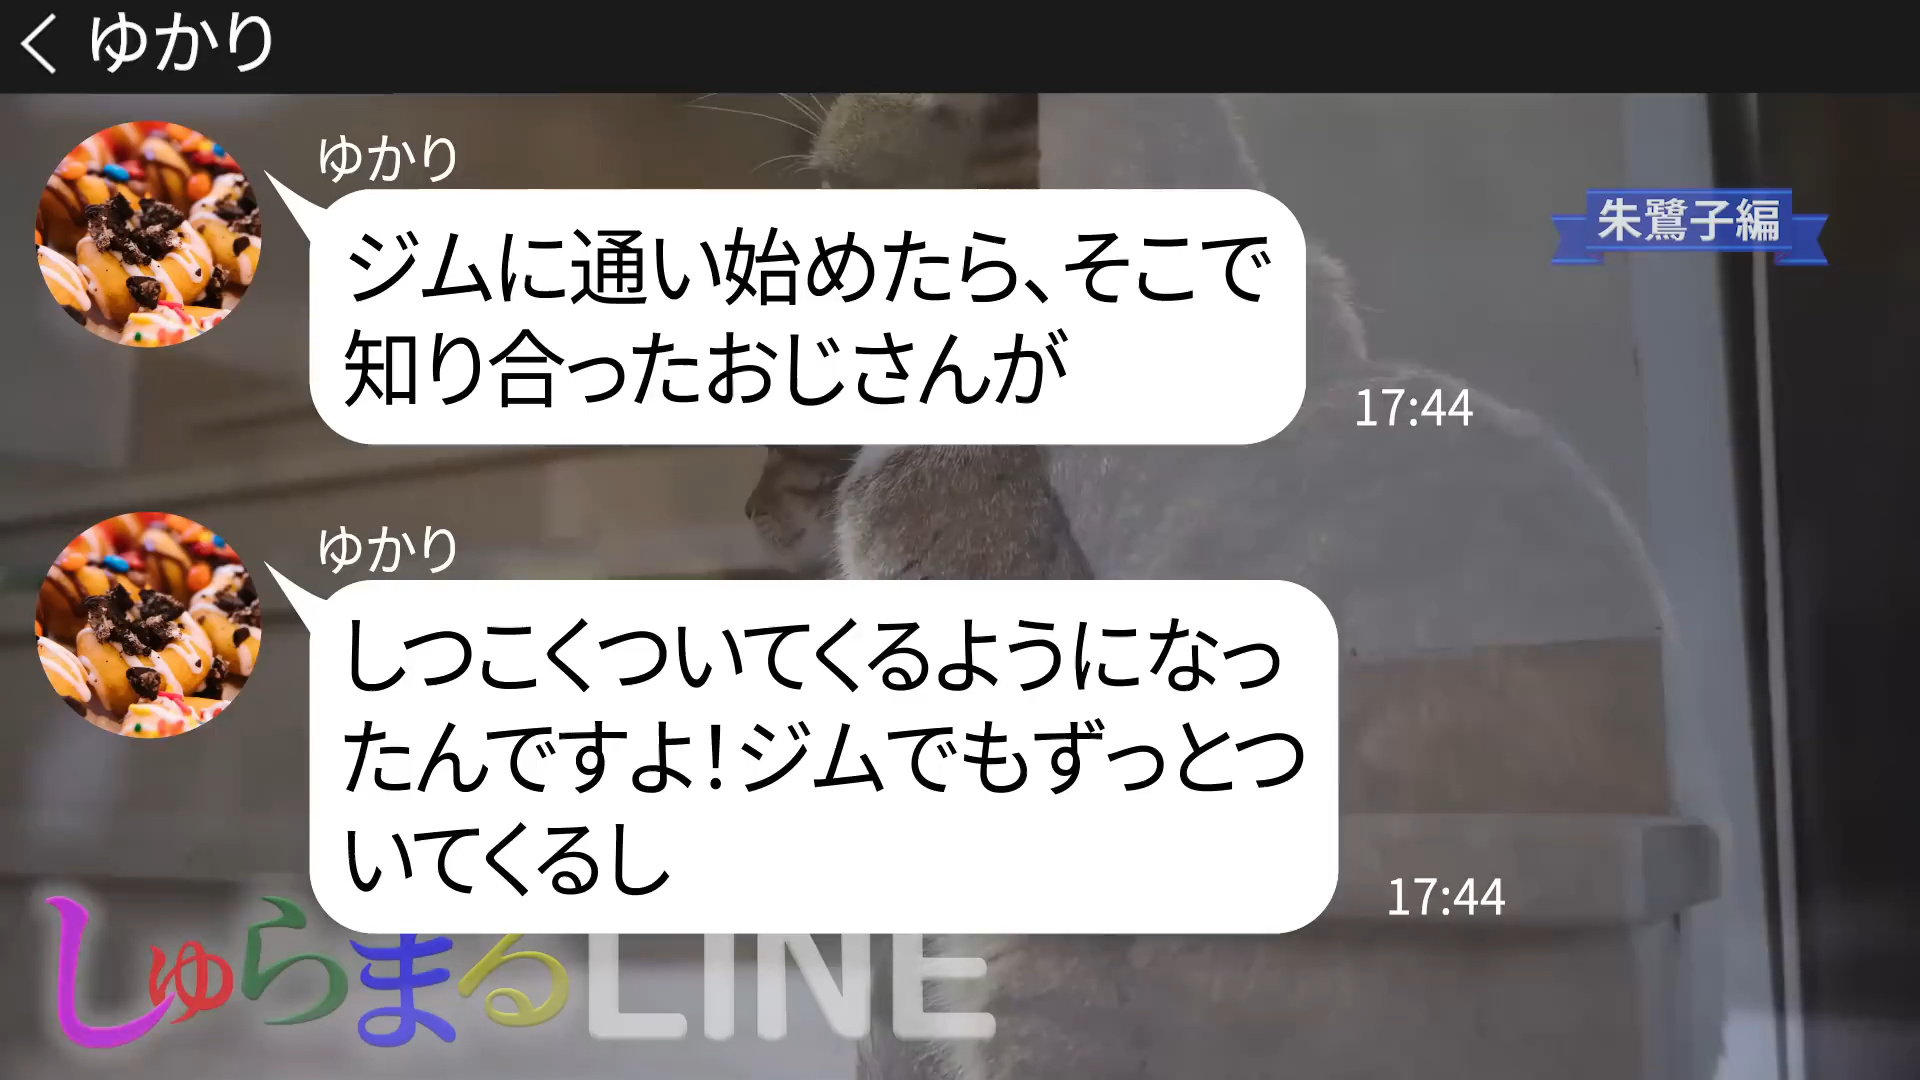 ゆかり
ゆかり
朱鷺子編
ジムに通い始めたら、そこで
知り合ったおじさんが
17:44
ゆかり
しつこくついてくるようになっ
たんですよ！ジムでもずっとつ
いてくるし
17:44
しゅらまるLINE